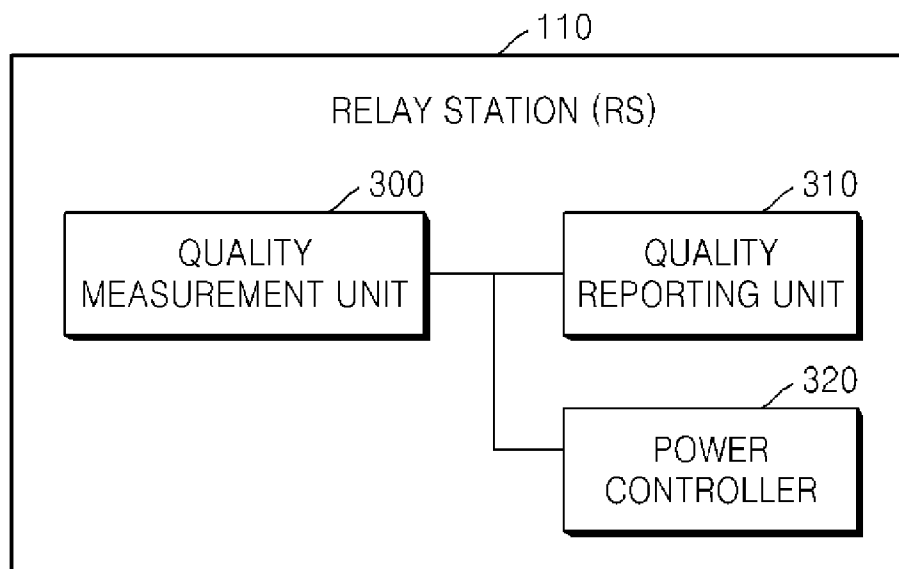 110
RELAY STATION (RS)
300
310
QUALITY
MEASUREMENT UNIT
QUALITY
REPORTING UNIT
320
POWER
CONTROLLER